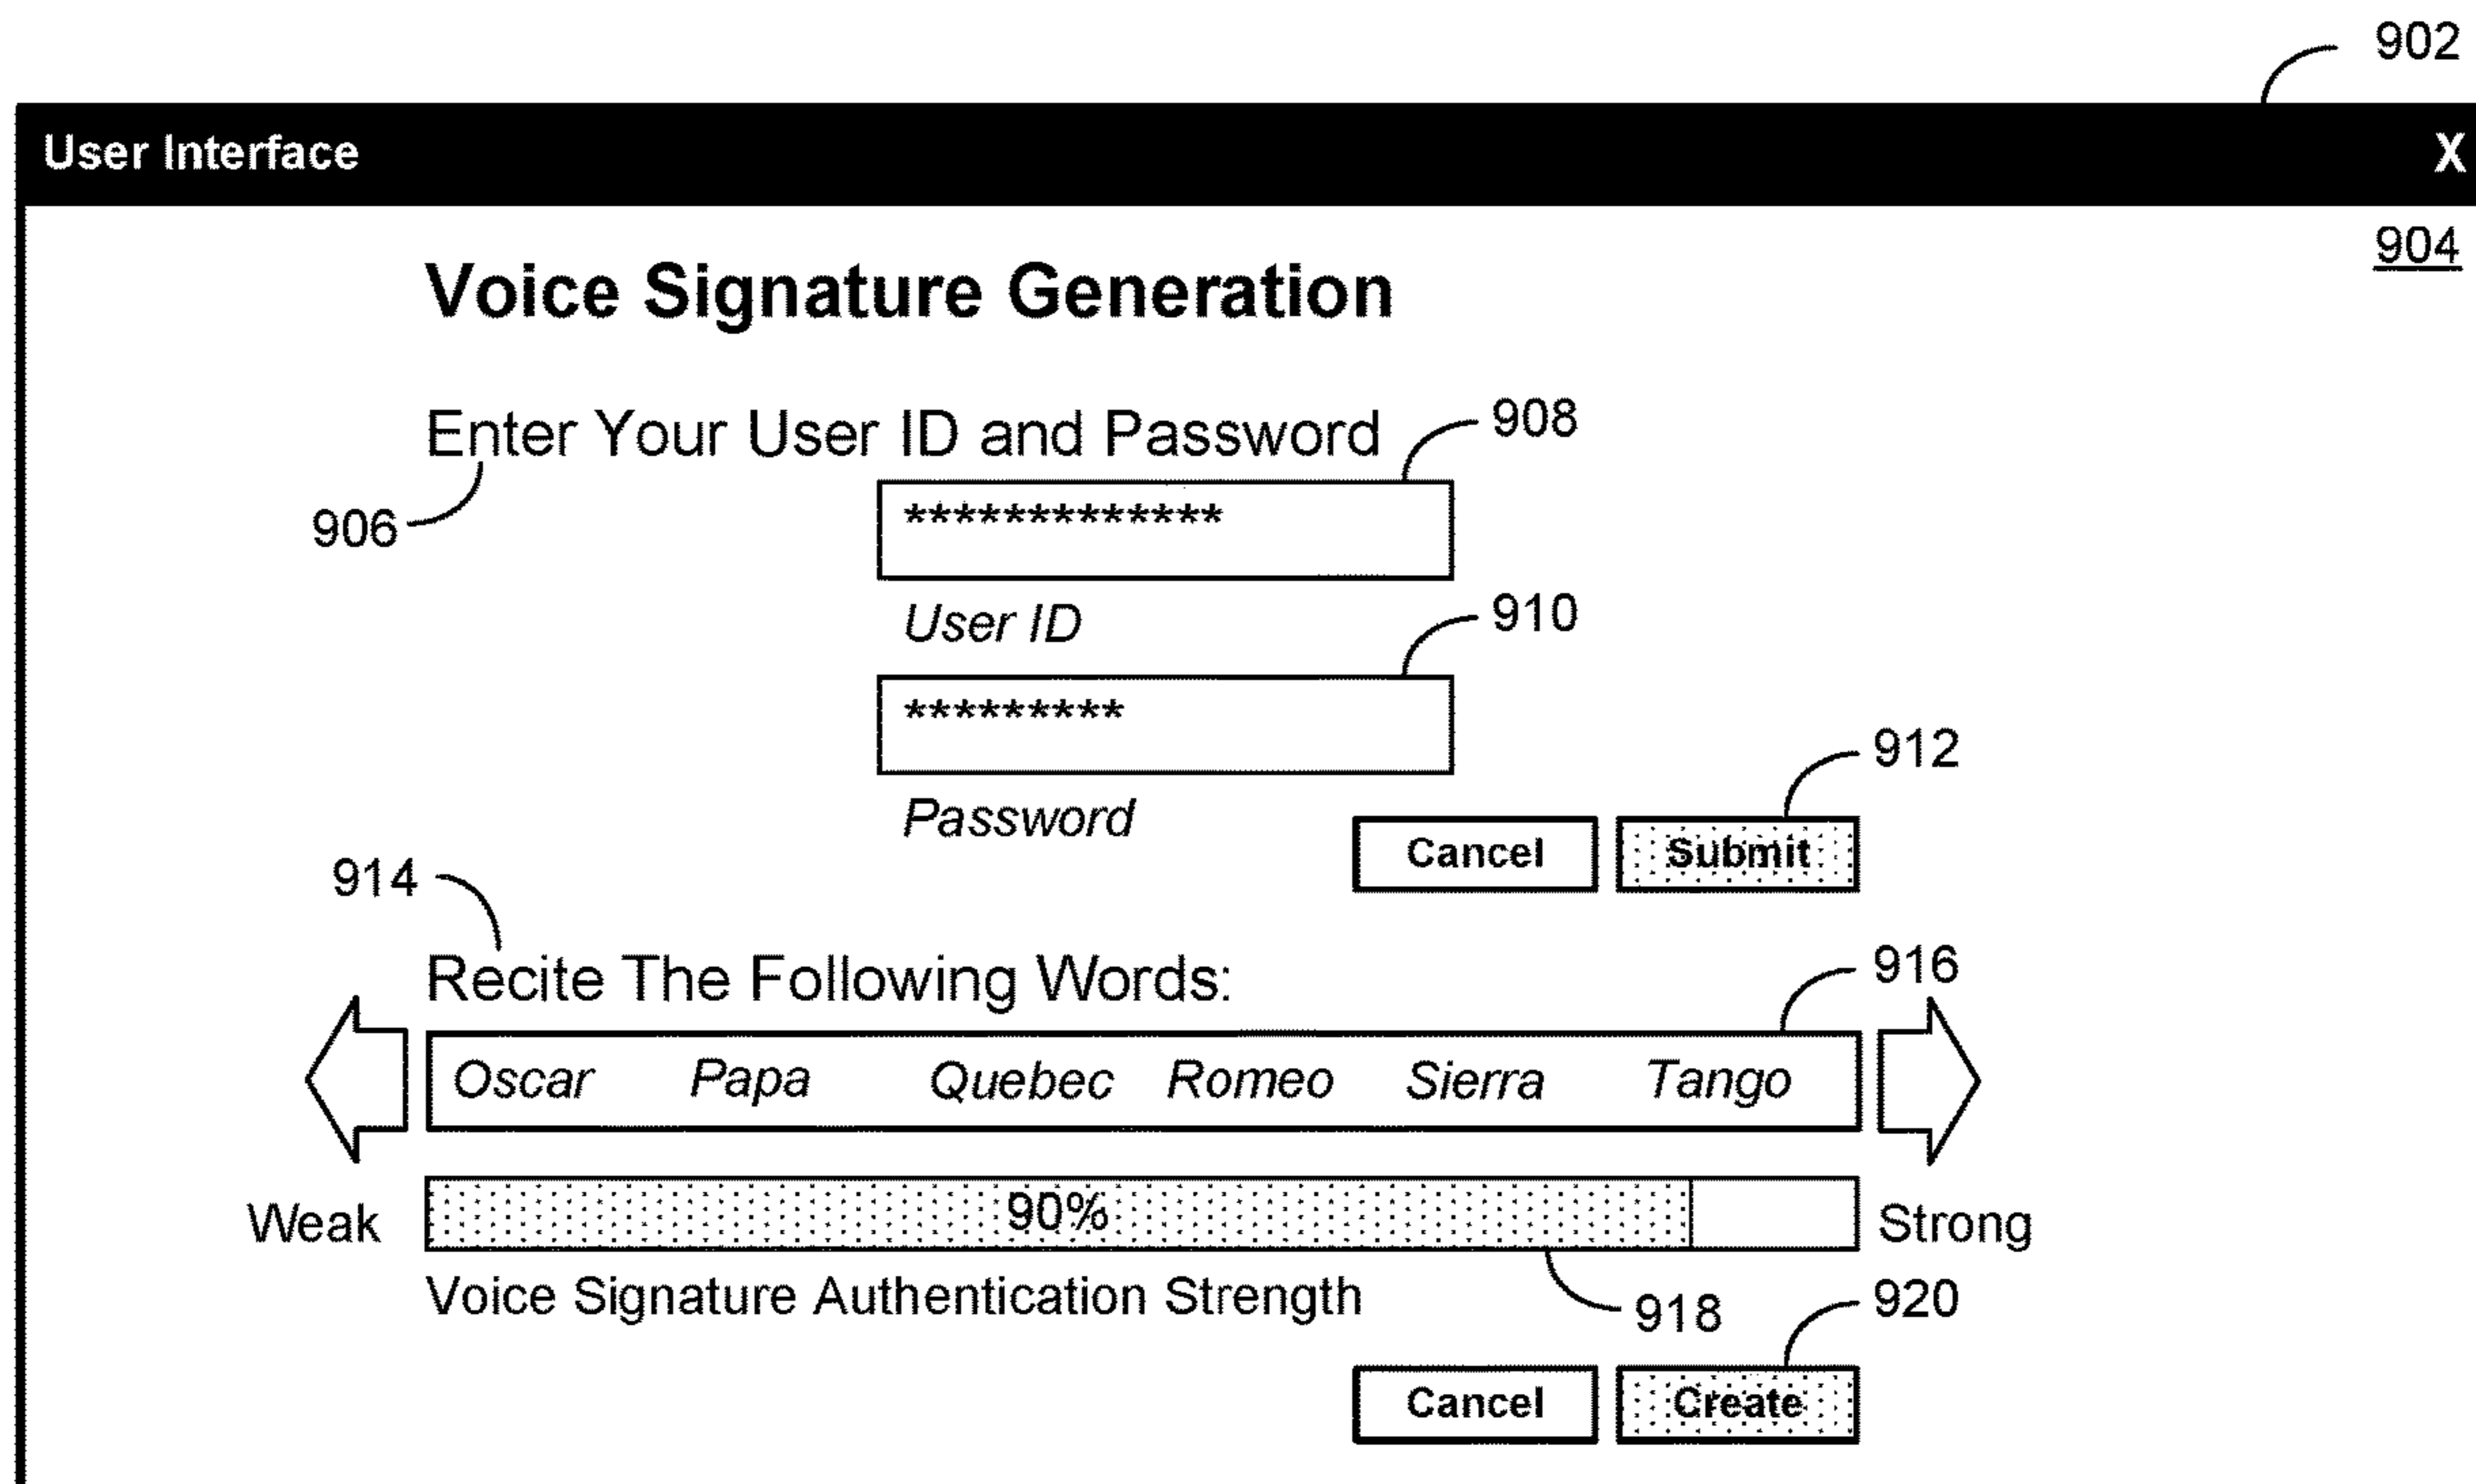 902
User Interface X
904
Voice Signature Generation
Enter Your User ID and Password 908
906 *************
User ID 910
*********
Password 912
Cancel Submit
914
Recite The Following Words: 916
Oscar Papa Quebec Romeo Sierra Tango
Weak 90% Strong
Voice Signature Authentication Strength 918 920
Cancel Create